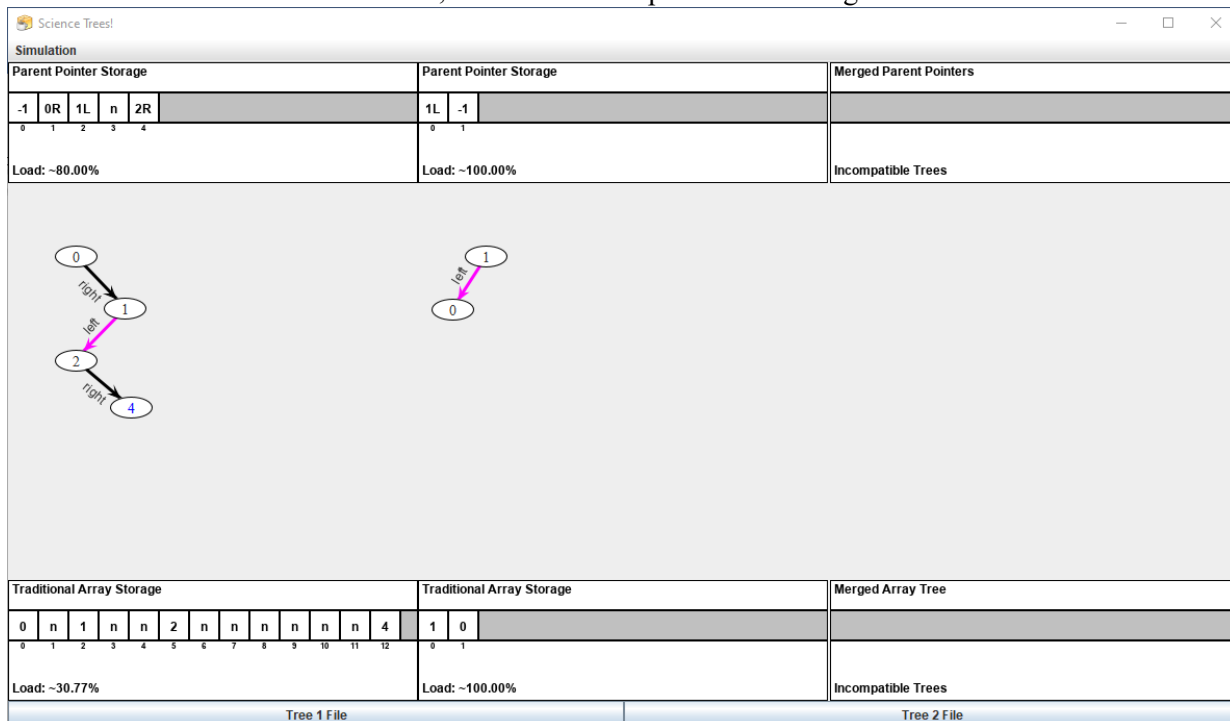 Science Trees!
Simulation
Parent Pointer Storage
-1 0R 1L n 2R
0 1 2 3 4
Load: ~80.00%
Parent Pointer Storage
1L -1
0 1
Load: ~100.00%
Merged Parent Pointers
Incompatible Trees
0
right
1
left
2
right
4
1
left
0
Traditional Array Storage
0 n 1 n n 2 n n n n n n 4
0 1 2 3 4 5 6 7 8 9 10 11 12
Load: ~30.77%
Traditional Array Storage
1 0
0 1
Load: ~100.00%
Merged Array Tree
Incompatible Trees
Tree 1 File
Tree 2 File